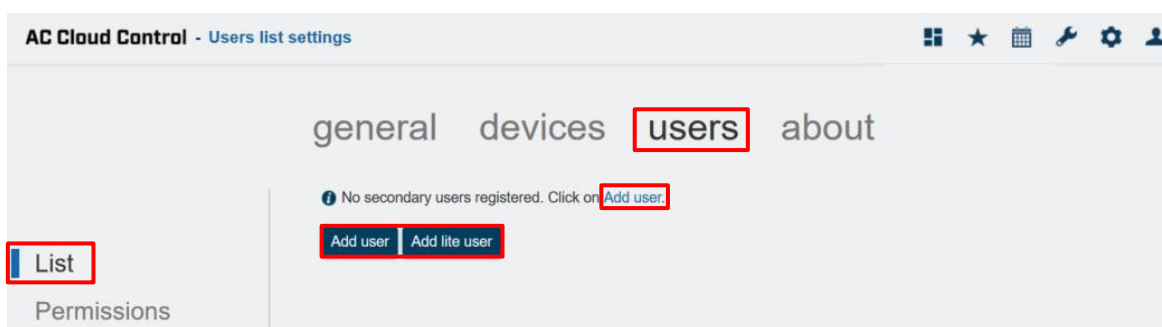 AC Cloud Control - Users list settings
general devices users about
No secondary users registered. Click on Add user.
Add user Add lite user
List
Permissions